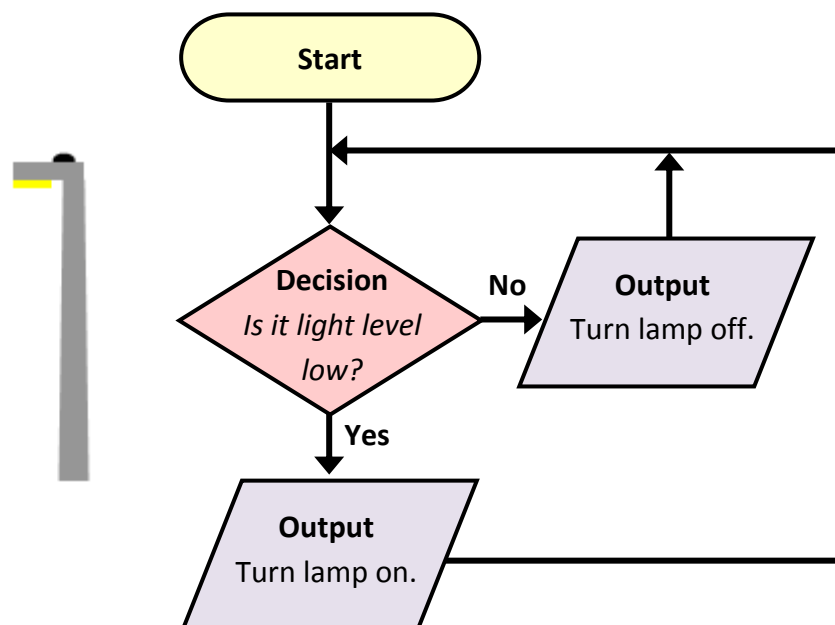 Start
Decision
Is it light level
low?
No
Output
Turn lamp off.
Yes
Output
Turn lamp on.